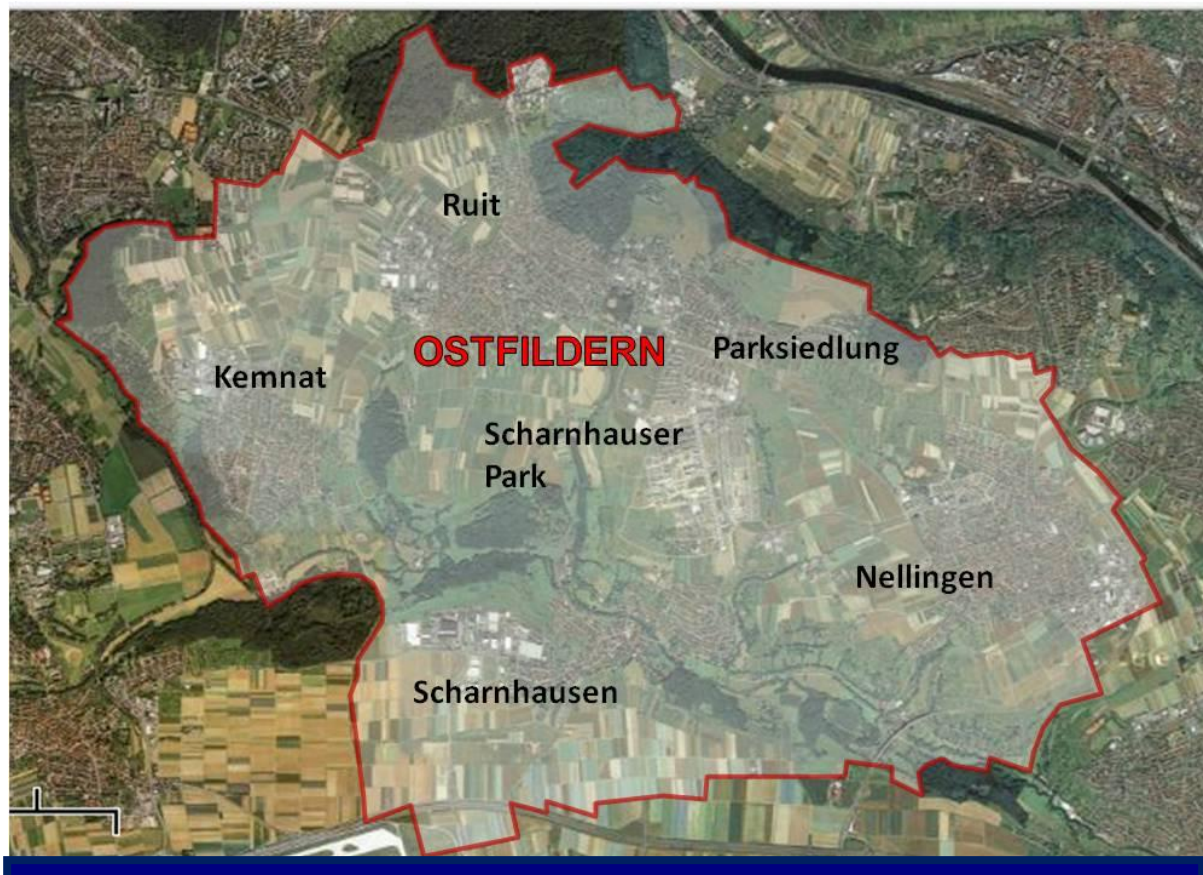 Ruit
OSTFILDERN
Parksiedlung
Kemnat
Scharnhauser
Park
Nellingen
Scharnhausen